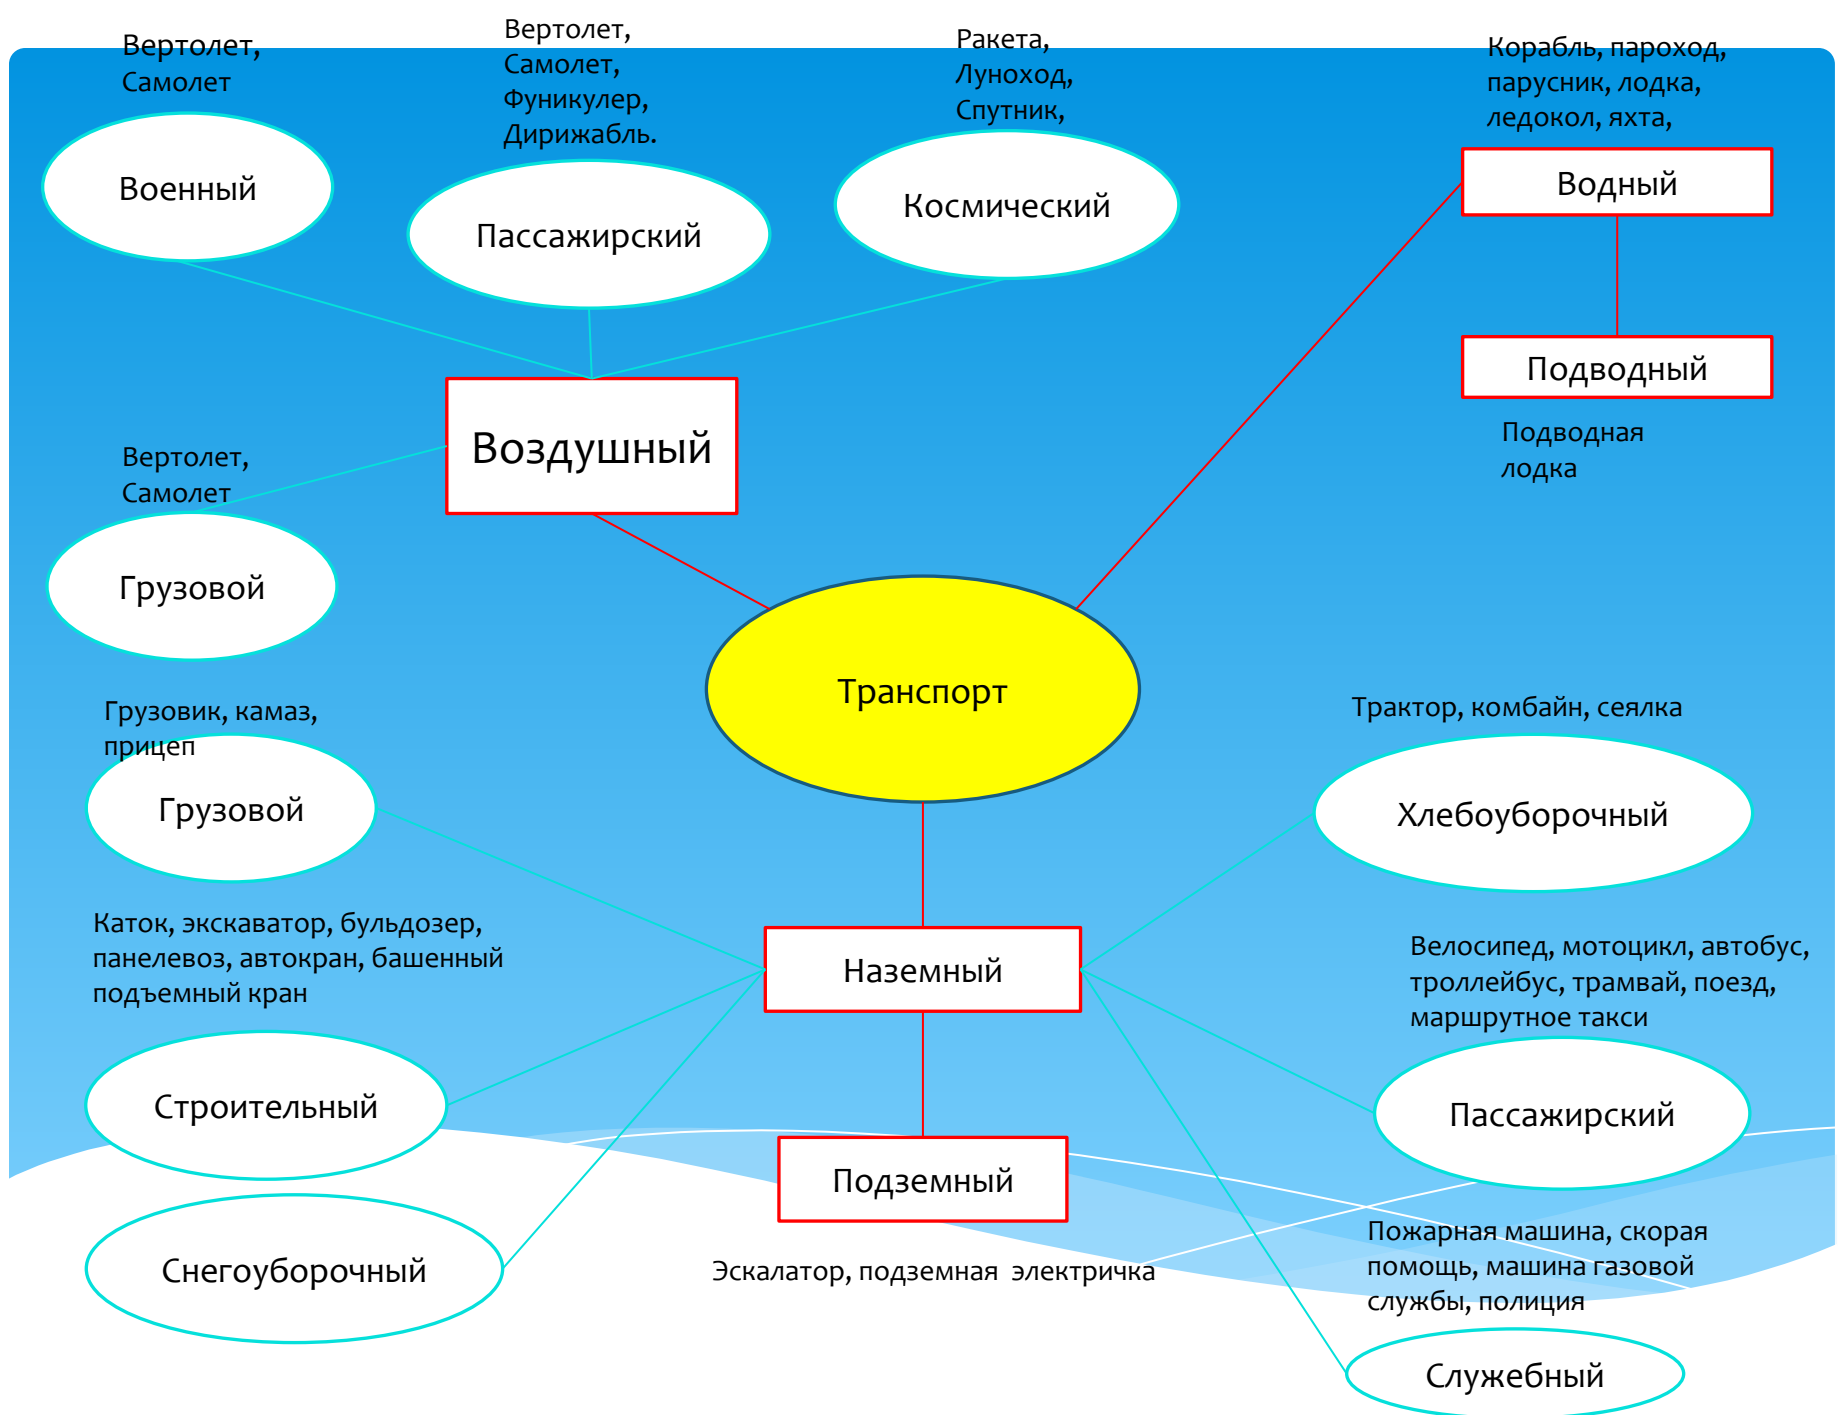 Вертолет,
Самолет
Военный
Вертолет,
Самолет,
Фуникулер,
Дирижабль.
Пассажирский
Ракета,
Луноход,
Спутник,
Космический
Корабль, пароход,
парусник, лодка,
ледокол, яхта,
Водный
Подводный
Подводная
лодка
Воздушный
Вертолет,
Самолет
Грузовой
Транспорт
Грузовик, камаз,
прицеп
Грузовой
Трактор, комбайн, сеялка
Хлебоуборочный
Каток, экскаватор, бульдозер,
панелевоз, автокран, башенный
подъемный кран
Строительный
Наземный
Велосипед, мотоцикл, автобус,
троллейбус, трамвай, поезд,
маршрутное такси
Пассажирский
Снегоуборочный
Подземный
Эскалатор, подземная электричка
Пожарная машина, скорая
помощь, машина газовой
службы, полиция
Служебный